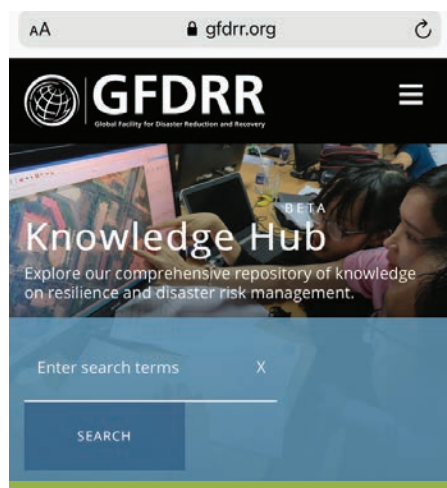 AA gfdrr.org
GFDRR
Global Facility for Disaster Reduction and Recovery
BETA
Knowledge Hub
Explore our comprehensive repository of knowledge
on resilience and disaster risk management.
Enter search terms X
SEARCH